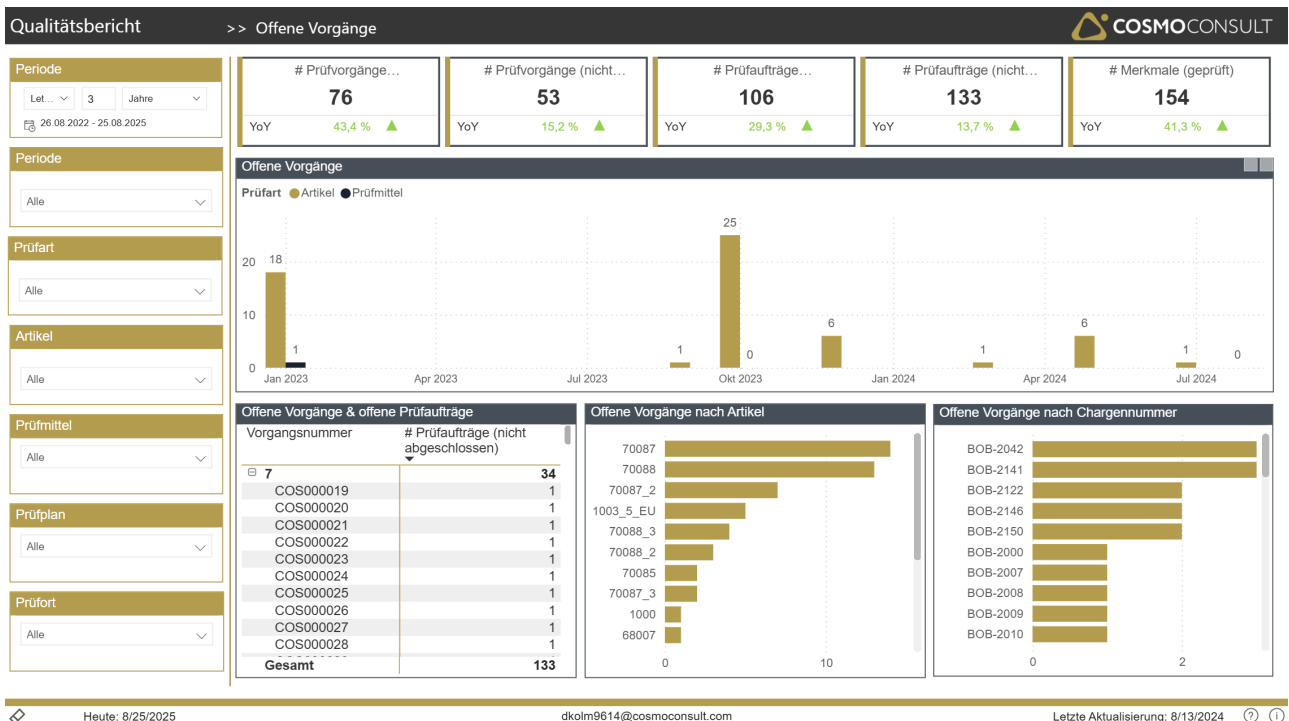 Qualitätsbericht
>> Offene Vorgänge
COSMOCONSULT
Periode
Let...
3
Jahre
26.08.2022 - 25.08.2025
Periode
Alle
Prüfart
Alle
Artikel
Alle
Prüfmittel
Alle
Prüfplan
Alle
Prüfort
Alle
# Prüfvorgänge...
76
YoY
43,4 %
# Prüfvorgänge (nicht...
53
YoY
15,2 %
# Prüfaufträge...
106
YoY
29,3 %
# Prüfaufträge (nicht...
133
YoY
13,7 %
# Merkmale (geprüft)
154
YoY
41,3 %
Offene Vorgänge
Prüfart Artikel Prüfmittel
20
10
0
18
1
1
25
0
6
1
6
1
0
Jan 2023
Apr 2023
Jul 2023
Okt 2023
Jan 2024
Apr 2024
Jul 2024
Offene Vorgänge & offene Prüfaufträge
Vorgangsnummer
# Prüfaufträge (nicht
abgeschlossen)
7 34
COS000019 1
COS000020 1
COS000021 1
COS000022 1
COS000023 1
COS000024 1
COS000025 1
COS000026 1
COS000027 1
COS000028 1
Gesamt 133
Offene Vorgänge nach Artikel
70087
70088
70087_2
1003_5_EU
70088_3
70088_2
70085
70087_3
1000
68007
0 10
Offene Vorgänge nach Chargennummer
BOB-2042
BOB-2141
BOB-2122
BOB-2146
BOB-2150
BOB-2000
BOB-2007
BOB-2008
BOB-2009
BOB-2010
0 2
Heute: 8/25/2025
dkolm9614@cosmoconsult.com
Letzte Aktualisierung: 8/13/2024